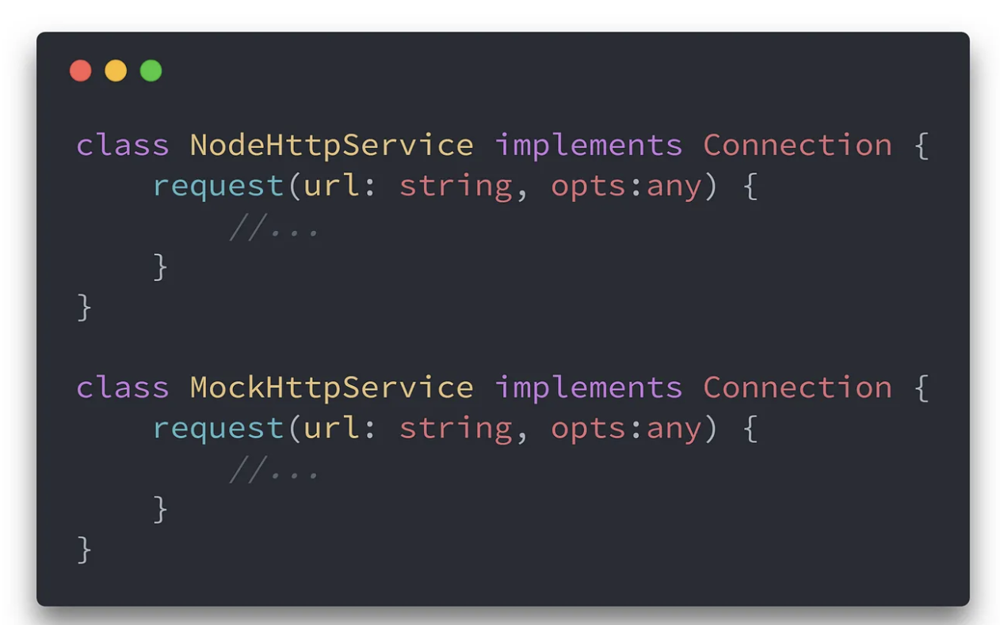 class NodeHttpService implements Connection {
    request(url: string, opts:any) {
        //...
    }
}

class MockHttpService implements Connection {
    request(url: string, opts:any) {
        //...
    }
}